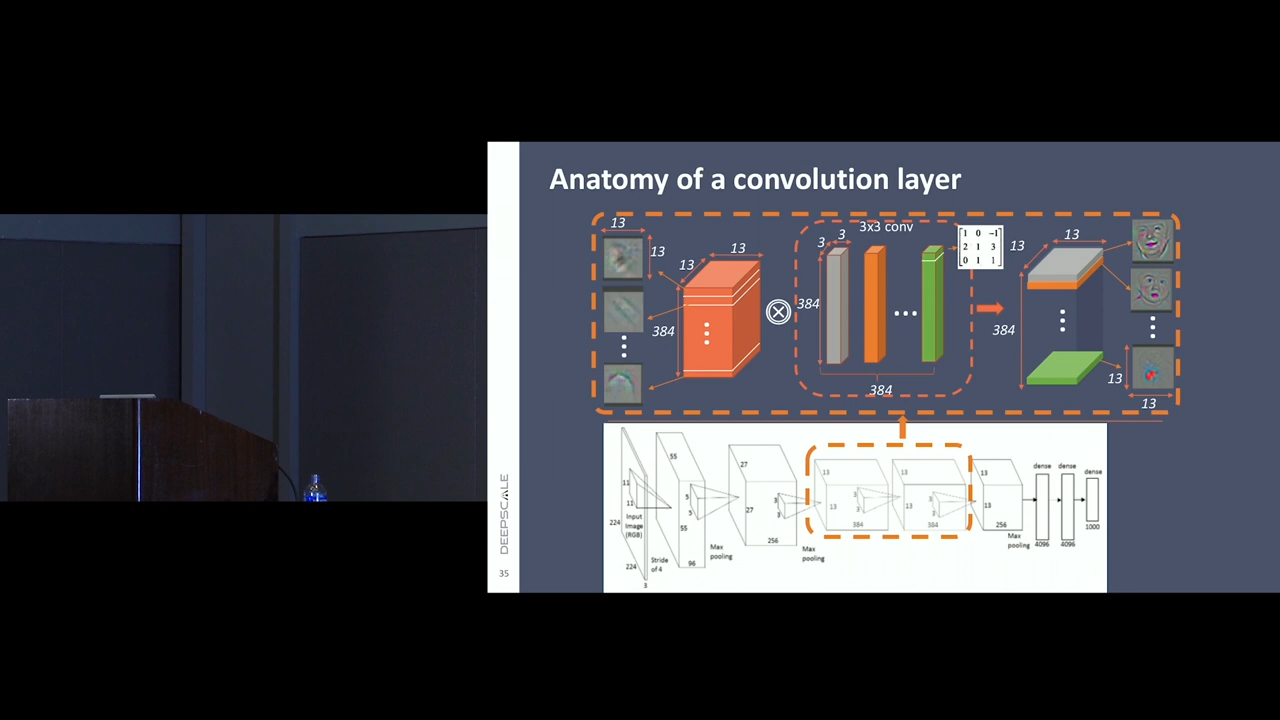 Anatomy of a convolution layer
13
13
13
13
384
3
3
3x3 conv
384
384
1 0 -1
2 1 3
0 1 1
13
13
384
13
13
11
11
224
Input
Image
(RGB)
224
3
Stride
of 4
55
5
5
55
96
Max
pooling
27
3
3
27
256
Max
pooling
13
3
3
13
384
13
3
3
13
384
13
13
256
Max
pooling
dense
4096
dense
4096
dense
1000
DEEPSCALE
35